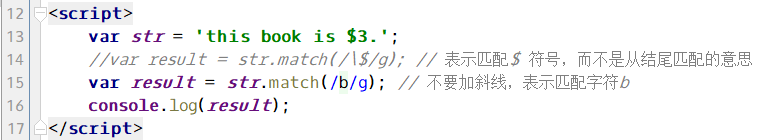 12 <script>
13 var str = 'this book is $3.';
14 //var result = str.match(/\$/g); // 表示匹配$ 符号，而不是从结尾匹配的意思
15 var result = str.match(/b/g); // 不要加斜线，表示匹配字符b
16 console.log(result);
17 </script>